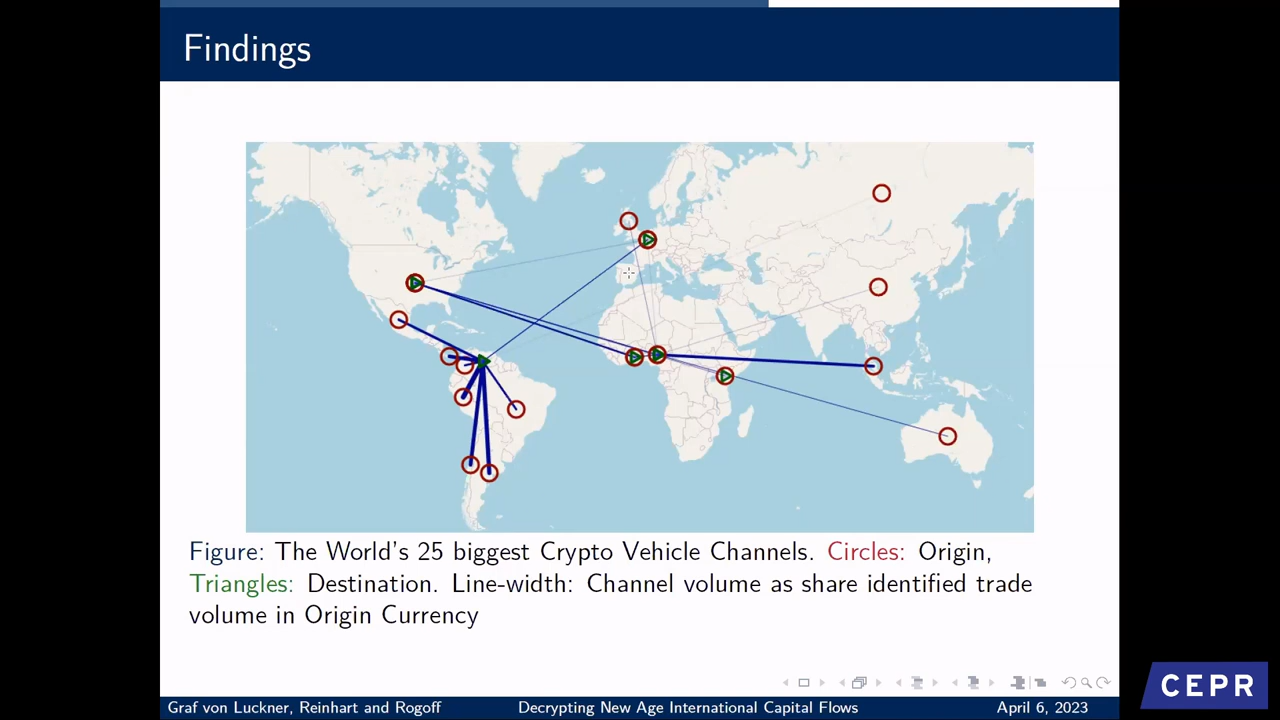 Findings
Figure: The World's 25 biggest Crypto Vehicle Channels. Circles: Origin,
Triangles: Destination. Line-width: Channel volume as share identified trade
volume in Origin Currency
CEPR
Graf von Luckner, Reinhart and Rogoff Decrypting New Age International Capital Flows April 6, 2023